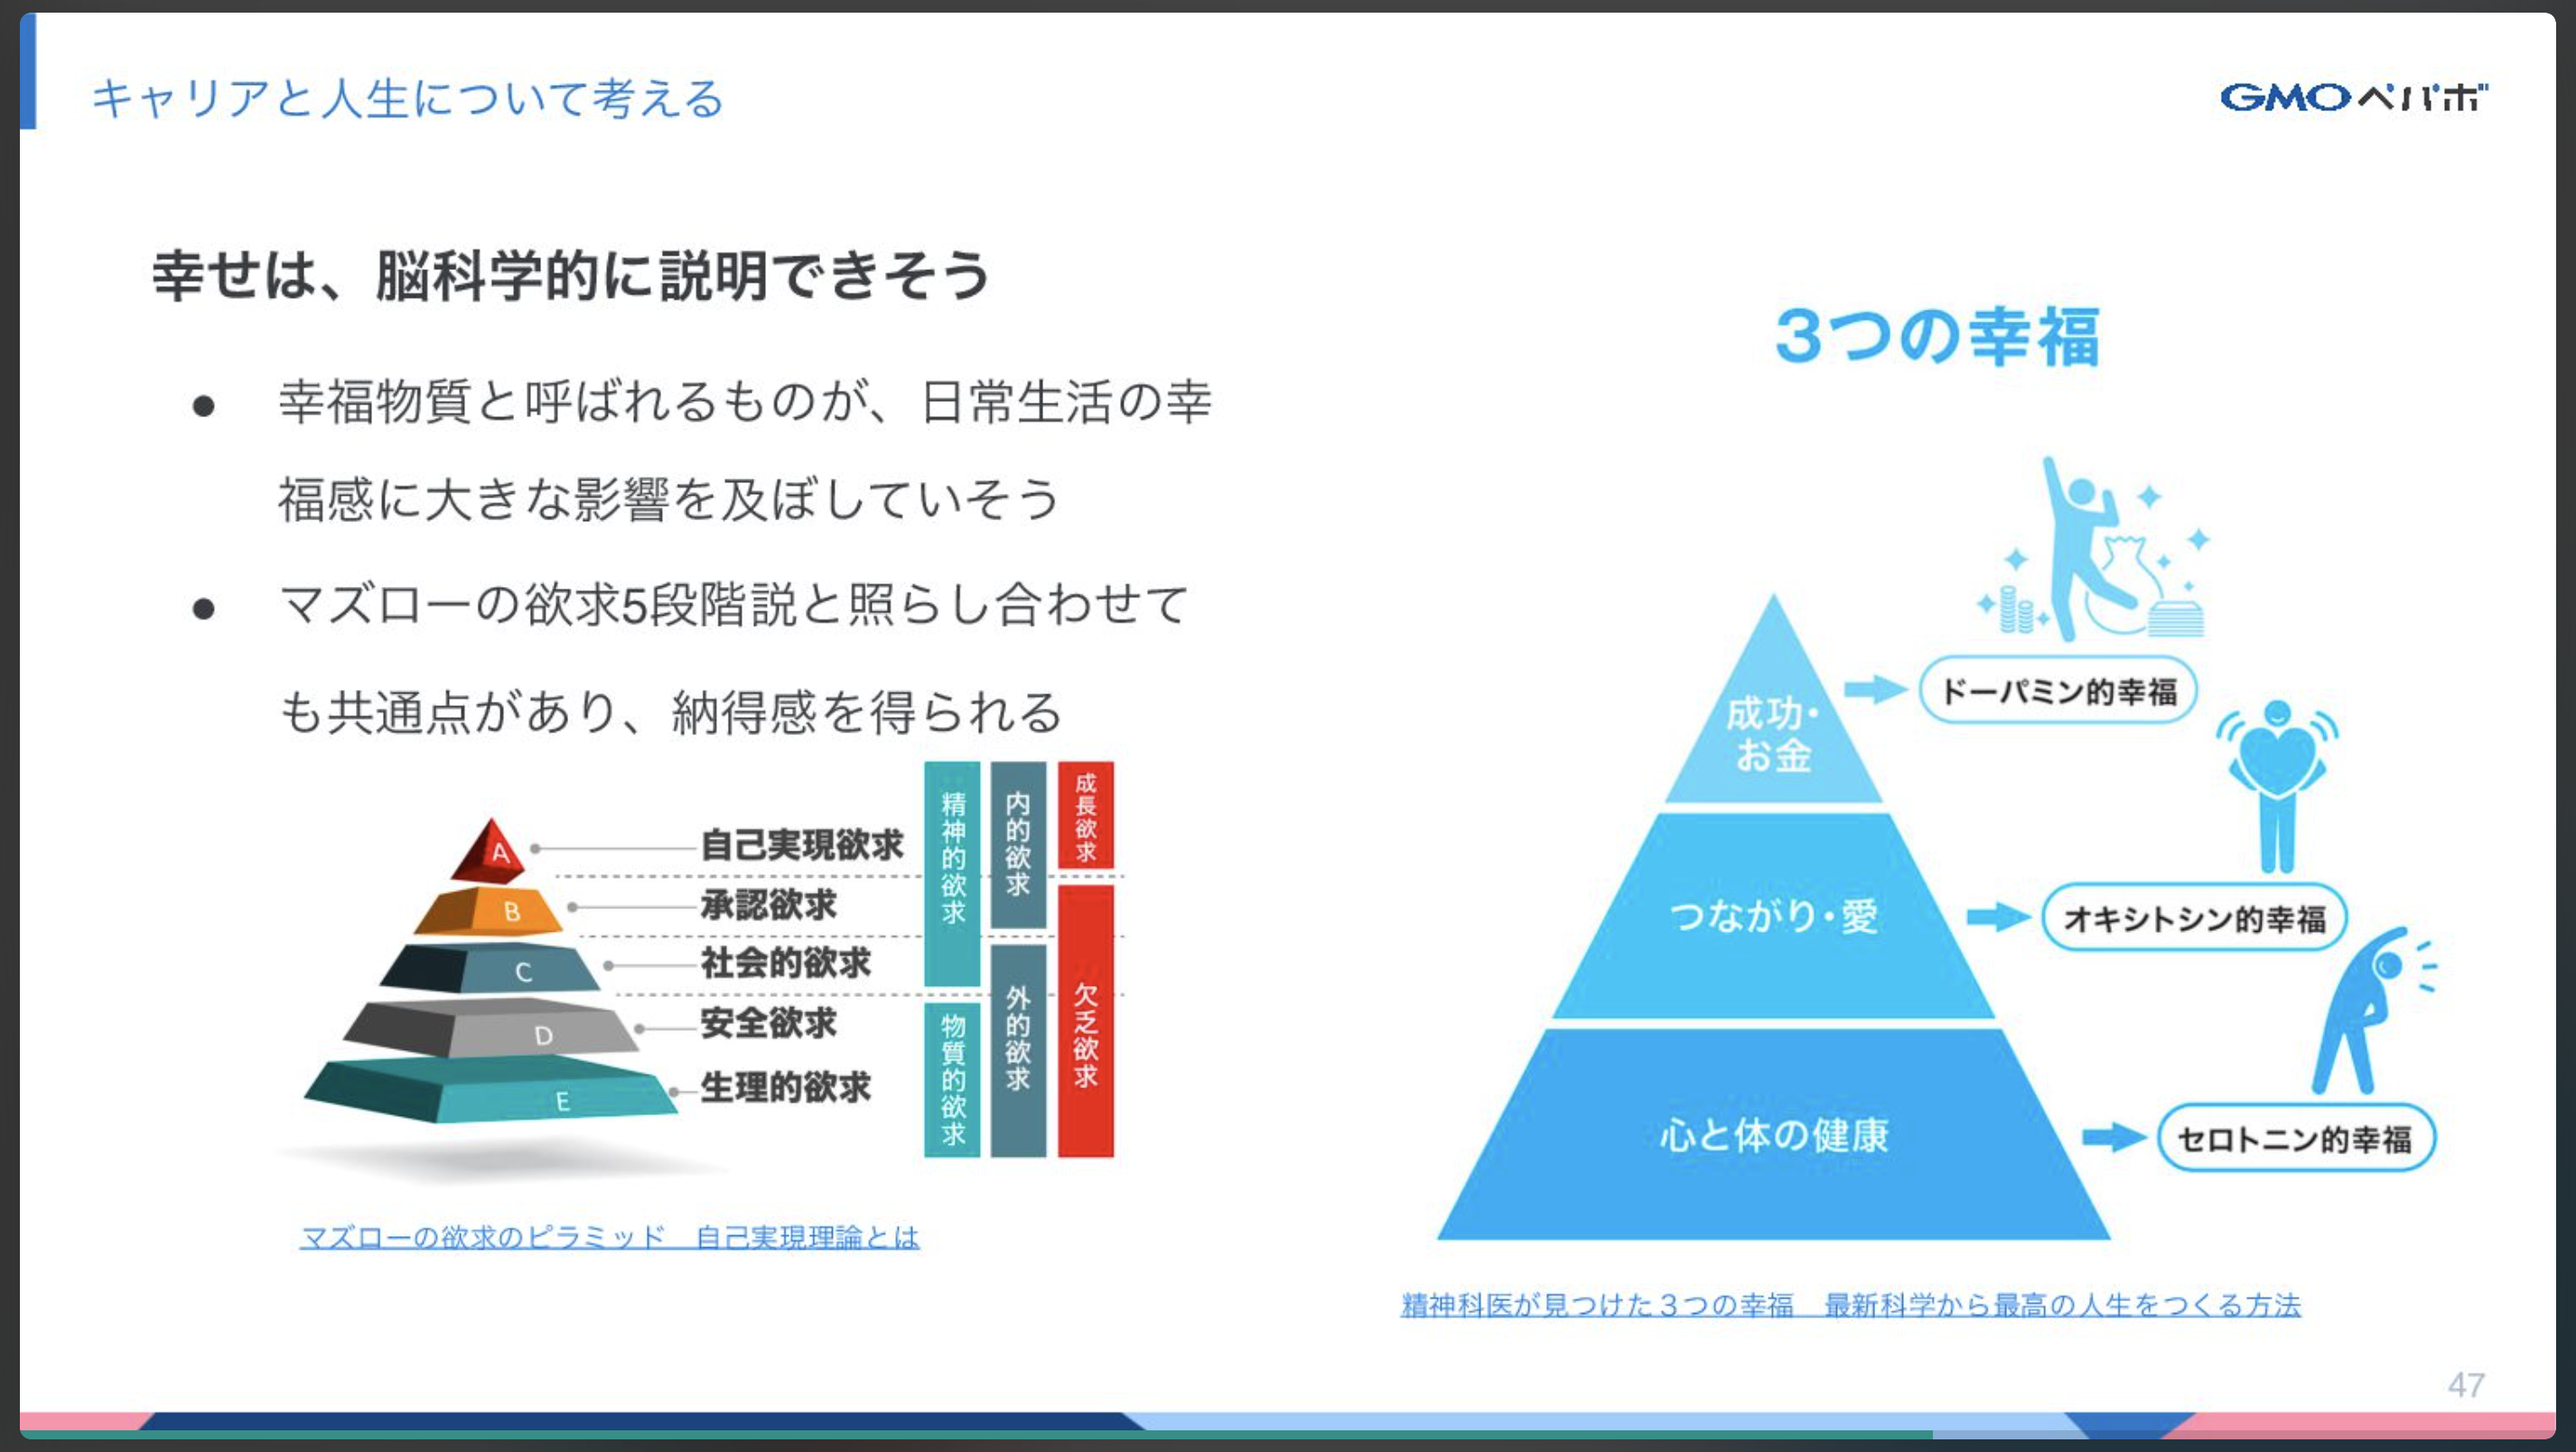 キャリアと人生について考える
GMOペパボ
幸せは、脳科学的に説明できそう
● 幸福物質と呼ばれるものが、日常生活の幸
福感に大きな影響を及ぼしていそう
● マズローの欲求5段階説と照らし合わせて
も共通点があり、納得感を得られる
A
自己実現欲求
B
承認欲求
C
社会的欲求
D
安全欲求
E
生理的欲求
精神的欲求
物質的欲求
内的欲求
外的欲求
成長欲求
欠乏欲求
マズローの欲求のピラミッド　自己実現理論とは
3つの幸福
成功・
お金
ドーパミン的幸福
つながり・愛
オキシトシン的幸福
心と体の健康
セロトニン的幸福
精神科医が見つけた３つの幸福　最新科学から最高の人生をつくる方法
47